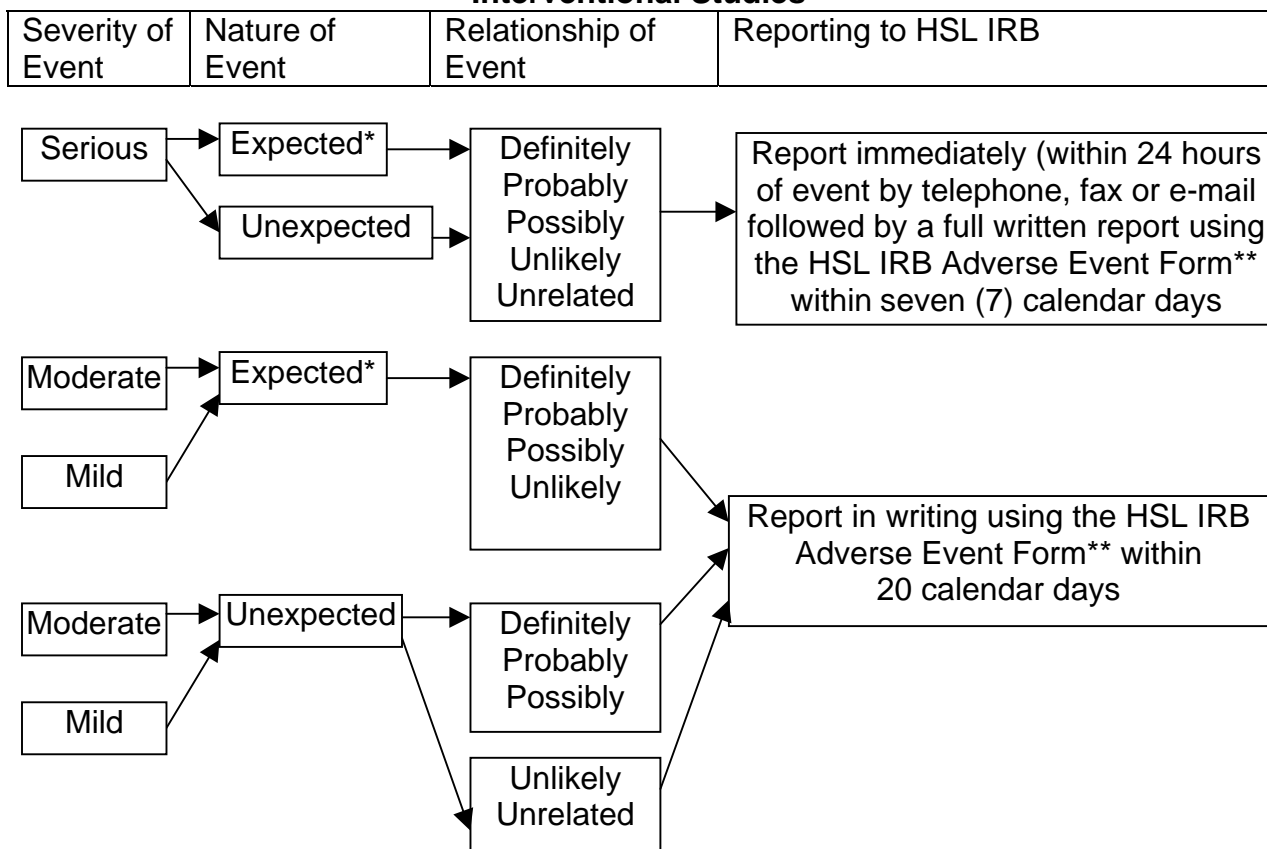 Interventional Studies
Severity of Event
Nature of Event
Relationship of Event
Reporting to HSL IRB
Serious
Expected*
Unexpected
Definitely
Probably
Possibly
Unlikely
Unrelated
Report immediately (within 24 hours
of event by telephone, fax or e-mail
followed by a full written report using
the HSL IRB Adverse Event Form**
within seven (7) calendar days
Moderate
Mild
Expected*
Definitely
Probably
Possibly
Unlikely
Report in writing using the HSL IRB
Adverse Event Form** within
20 calendar days
Moderate
Mild
Unexpected
Definitely
Probably
Possibly
Unlikely
Unrelated